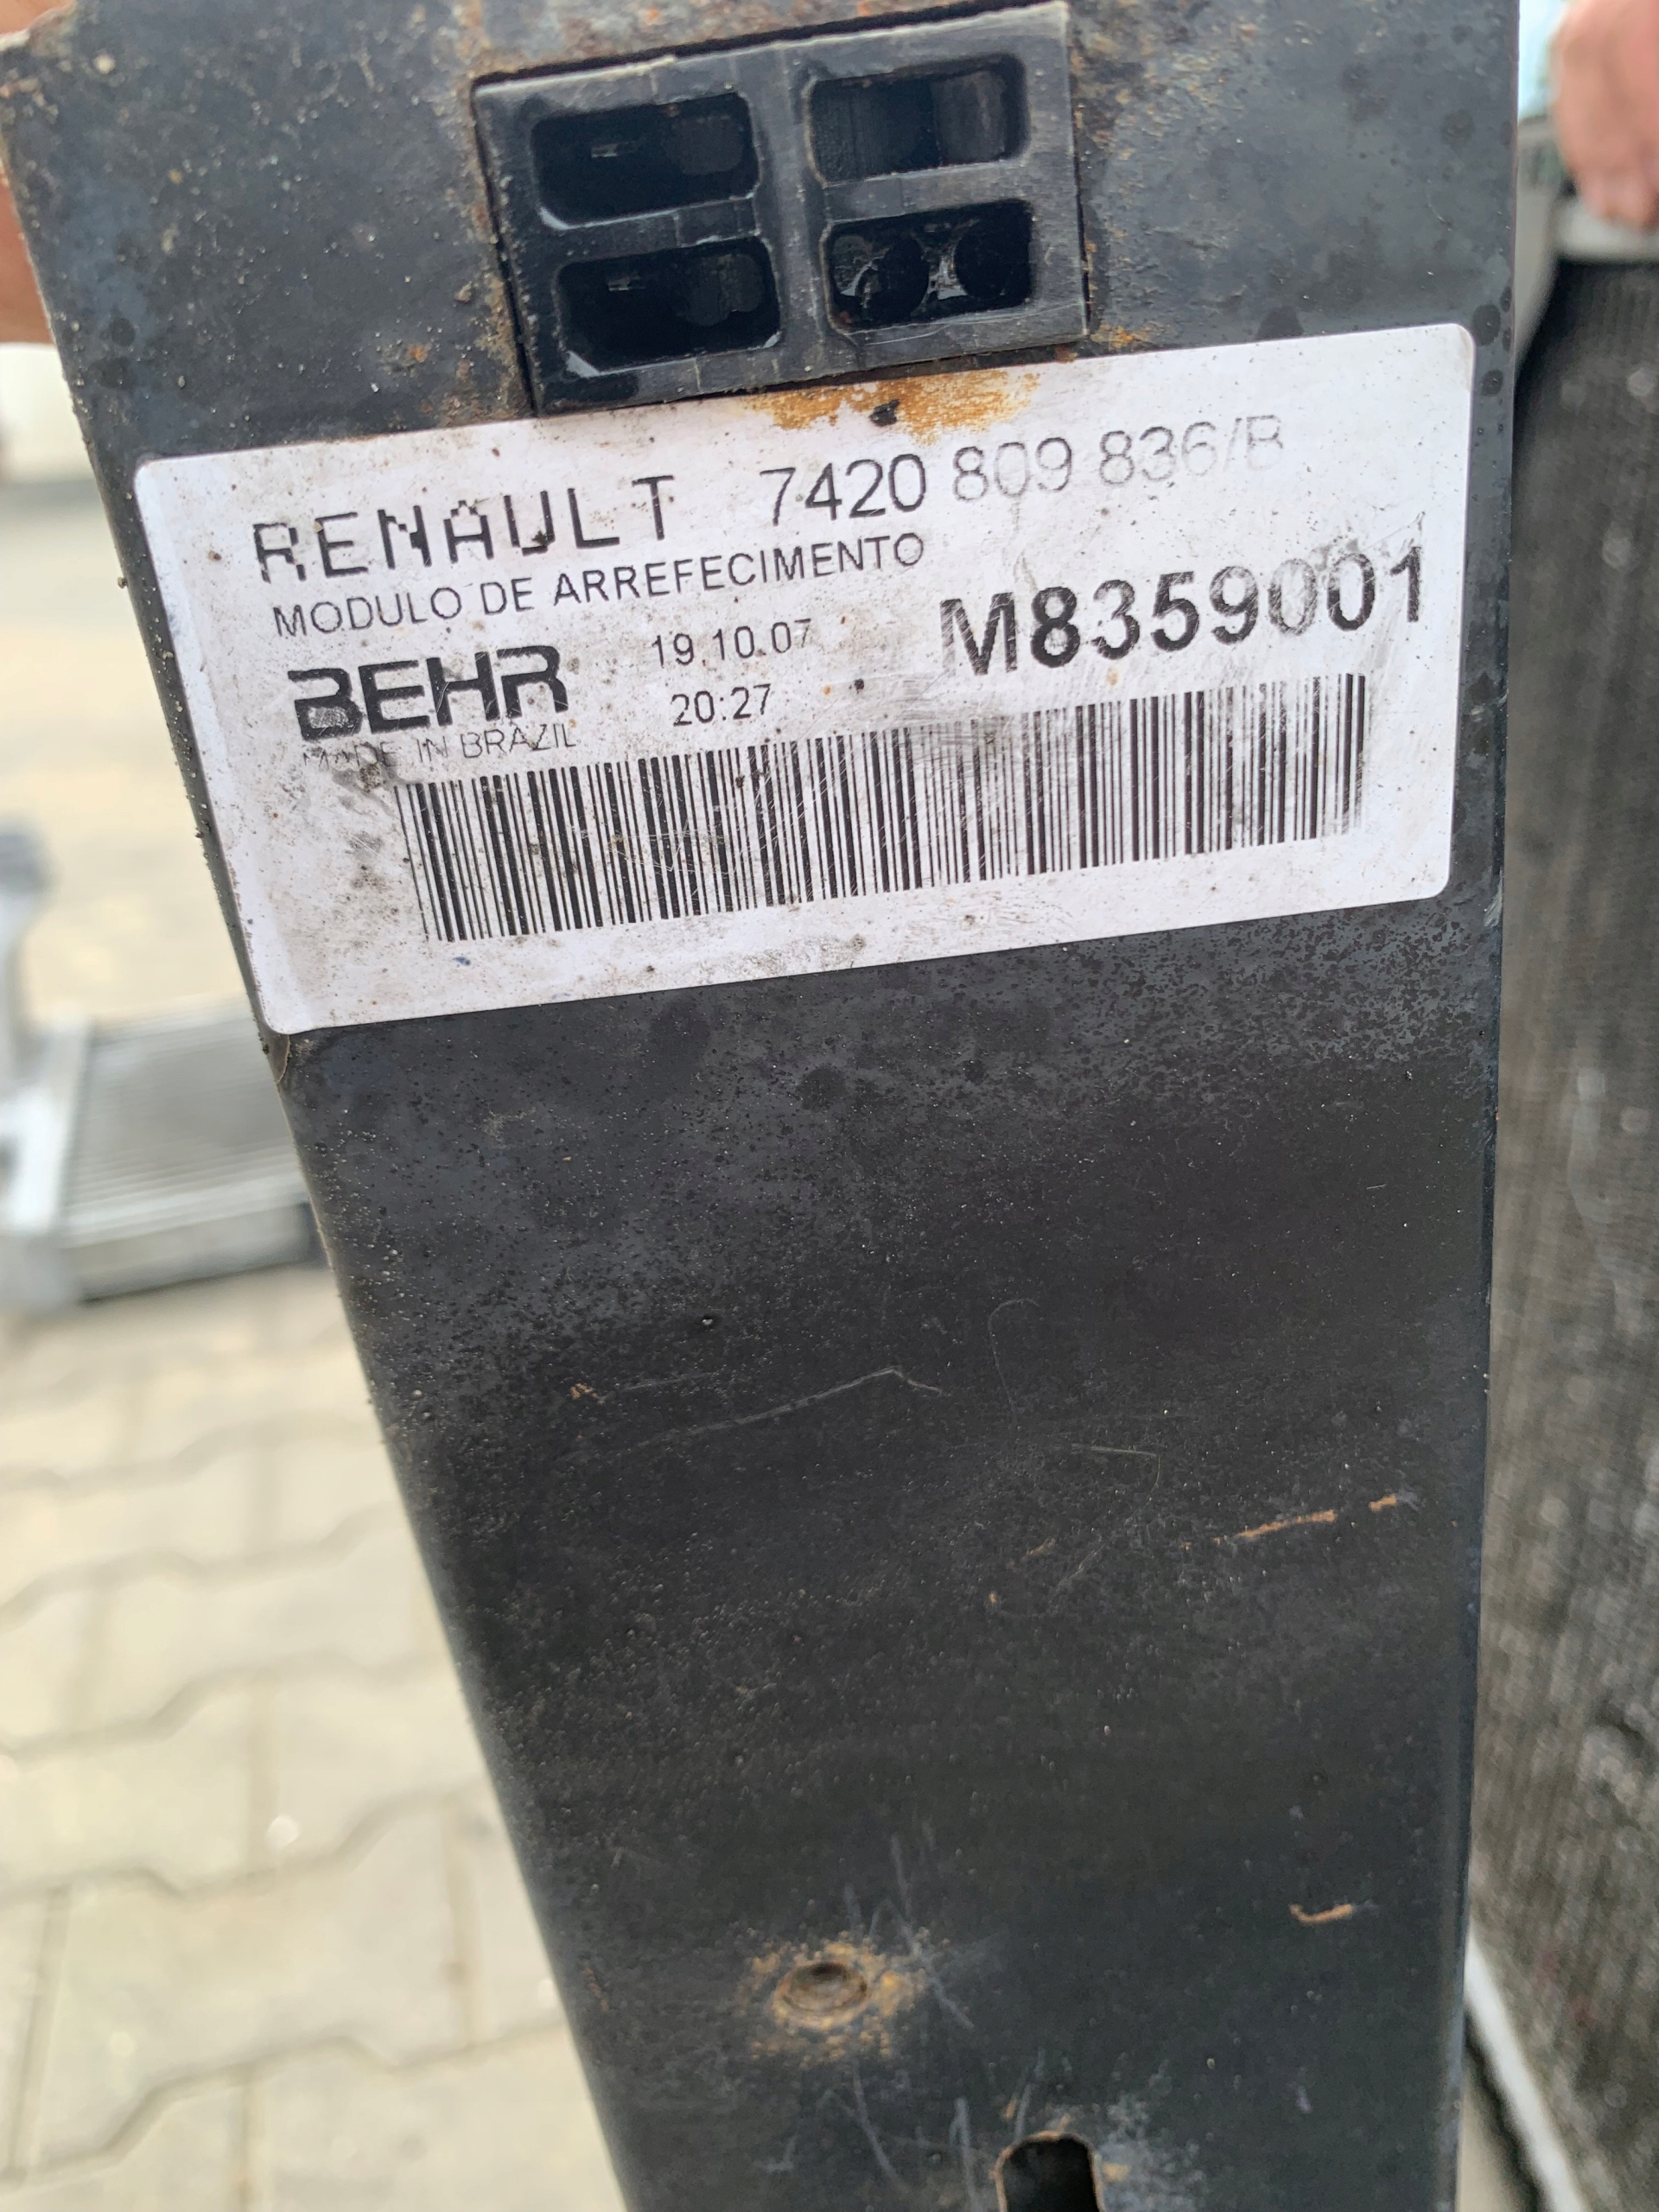 RENAULT 7420 809 836/B
MODULO DE ARREFECIMENTO
BEHR 19.10.07 M8359001
MADE IN BRAZIL 20:27